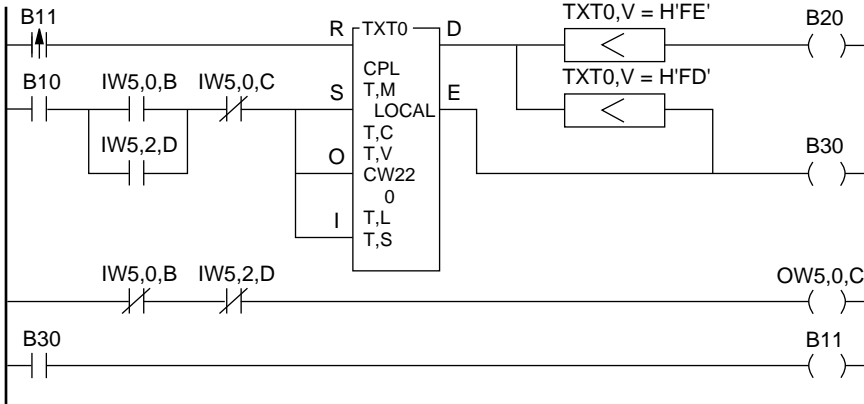 B11
R
TXT0
D
TXT0,V = H'FE'
<
B20
B10
IW5,0,B
IW5,0,C
S
CPL
T,M
LOCAL
E
TXT0,V = H'FD'
<
IW5,2,D
O
T,C
T,V
CW22
0
B30
I
T,L
T,S
IW5,0,B
IW5,2,D
OW5,0,C
B30
B11